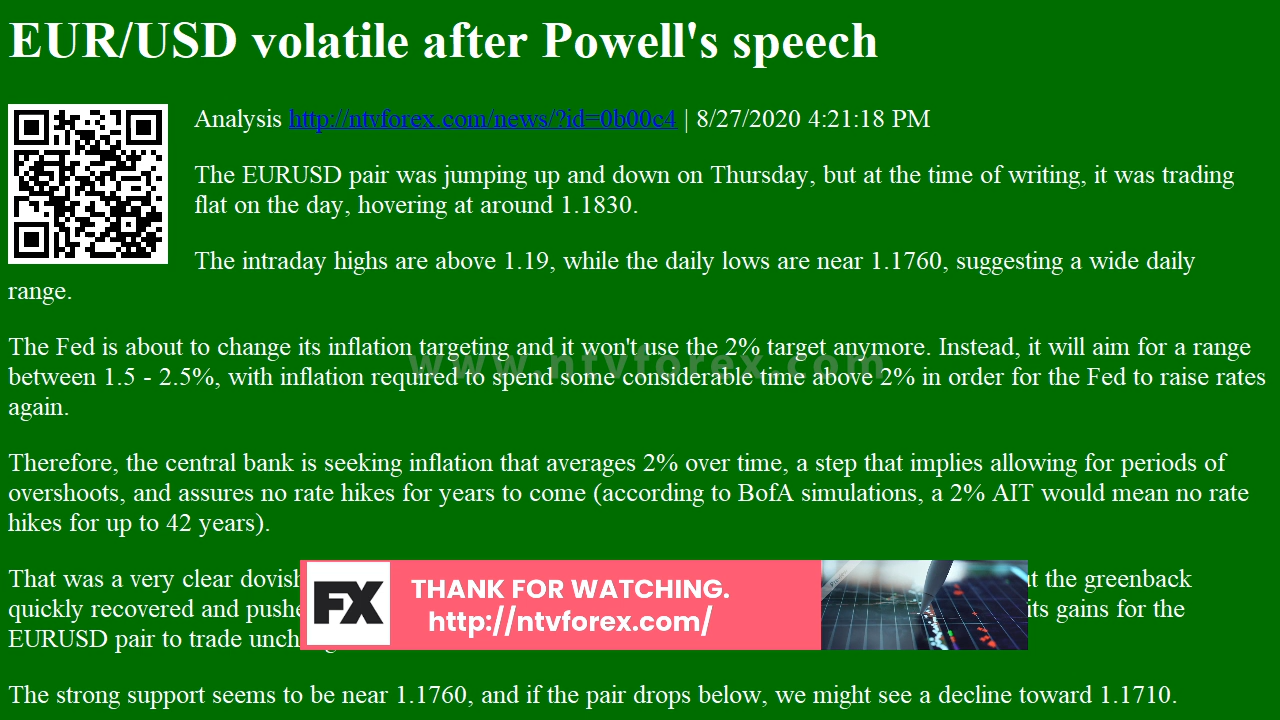 EUR/USD volatile after Powell's speech
Analysis http://ntvforex.com/news/?id=0b00c4 | 8/27/2020 4:21:18 PM
The EURUSD pair was jumping up and down on Thursday, but at the time of writing, it was trading
flat on the day, hovering at around 1.1830.
The intraday highs are above 1.19, while the daily lows are near 1.1760, suggesting a wide daily
range.
The Fed is about to change its inflation targeting and it won't use the 2% target anymore. Instead, it will aim for a range
www.ntvforex.com
between 1.5 - 2.5%, with inflation required to spend some considerable time above 2% in order for the Fed to raise rates
again.
Therefore, the central bank is seeking inflation that averages 2% over time, a step that implies allowing for periods of
overshoots, and assures no rate hikes for years to come (according to BofA simulations, a 2% AIT would mean no rate
hikes for up to 42 years).
That was a very clear dovish the greenback
quickly recovered and its gains for the
EURUSD pair to trade
FX
THANK FOR WATCHING.
http://ntvforex.com/
The strong support seems to be near 1.1760, and if the pair drops below, we might see a decline toward 1.1710.